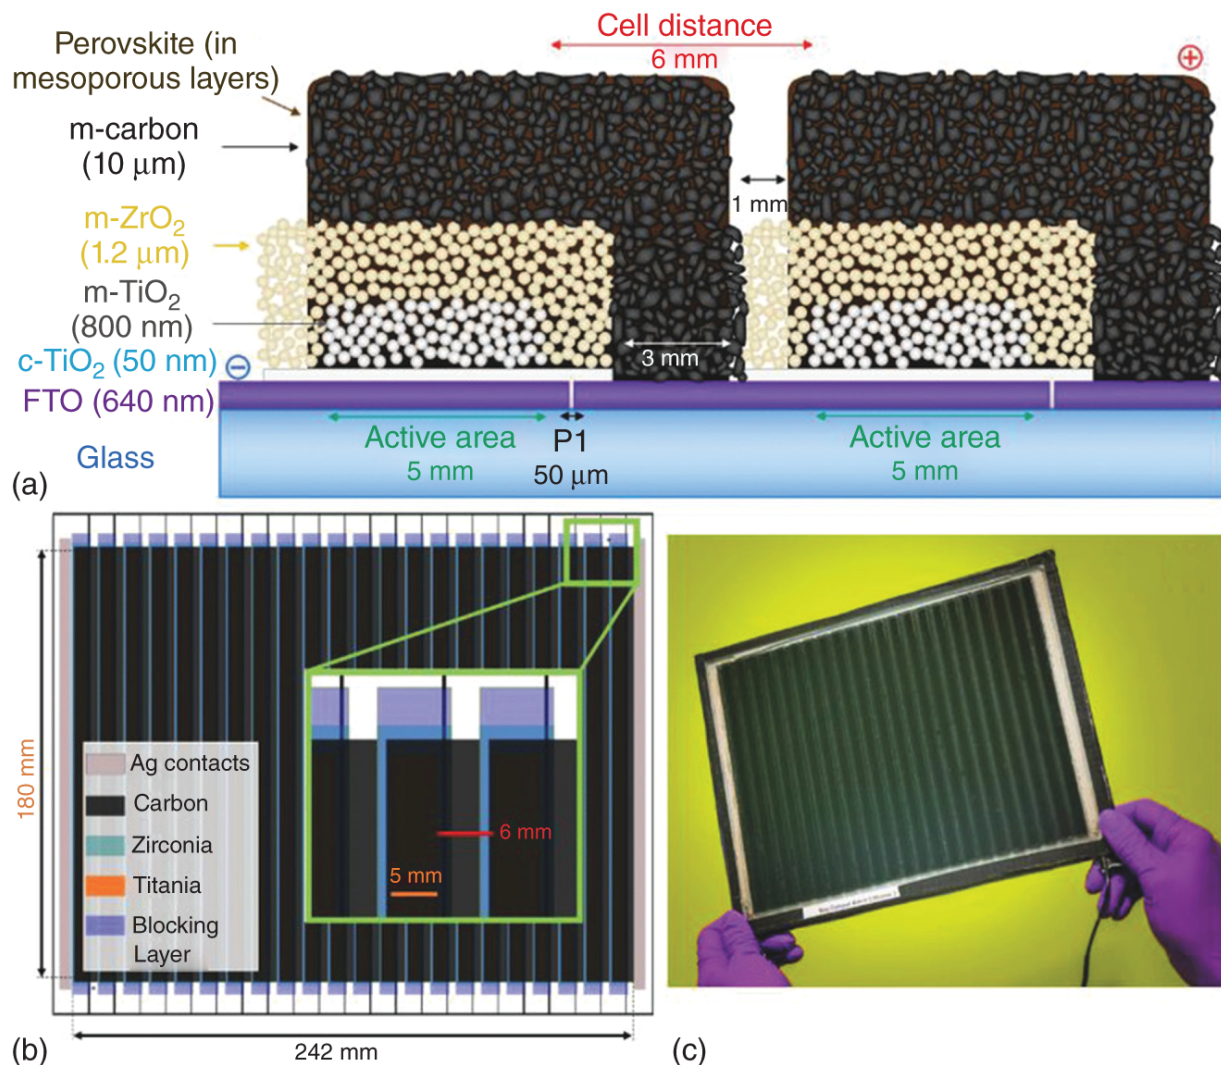 Cell distance
6 mm
Perovskite (in
mesoporous layers)
m-carbon
(10 μm)
1 mm
m-ZrO2
(1.2 μm)
m-TiO2
(800 nm)
3 mm
c-TiO2 (50 nm)
FTO (640 nm)
Active area
5 mm
P1
50 μm
Active area
5 mm
Glass
(a)
180 mm
Ag contacts
Carbon
Zirconia
Titania
Blocking
Layer
6 mm
5 mm
242 mm
(b)
(c)